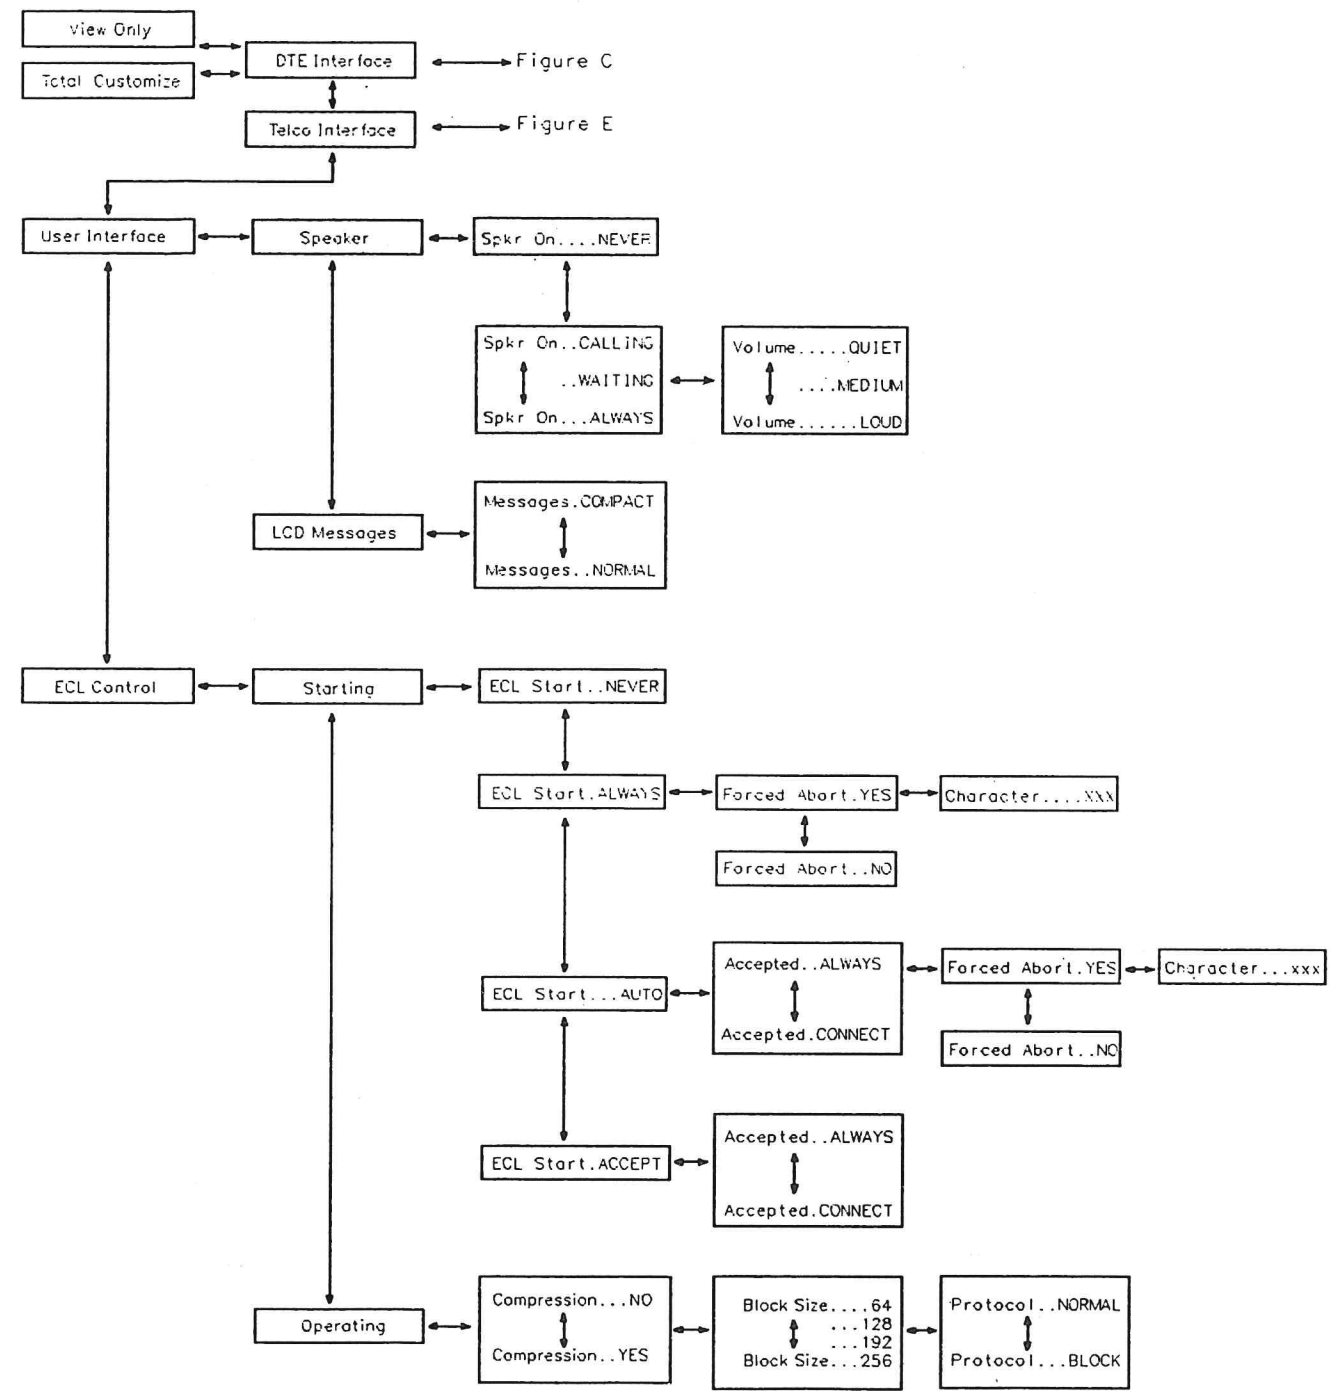 View Only
DTE Interface
Figure C
Total Customize
Telco Interface
Figure E
User Interface
Speaker
Spkr On....NEVER
Spkr On..CALLING
..WAITING
Spkr On...ALWAYS
Volume.....QUIET
....MEDIUM
Volume......LOUD
LCD Messages
Messages.COMPACT
Messages..NORMAL
ECL Control
Starting
ECL Start..NEVER
ECL Start.ALWAYS
Forced Abort.YES
Character....XXX
Forced Abort..NO
ECL Start...AUTO
Accepted..ALWAYS
Accepted.CONNECT
Forced Abort.YES
Character...xxx
Forced Abort..NO
ECL Start.ACCEPT
Accepted..ALWAYS
Accepted.CONNECT
Operating
Compression...NO
Compression..YES
Block Size....64
...128
...192
Block Size...256
Protocol..NORMAL
Protocol...BLOCK